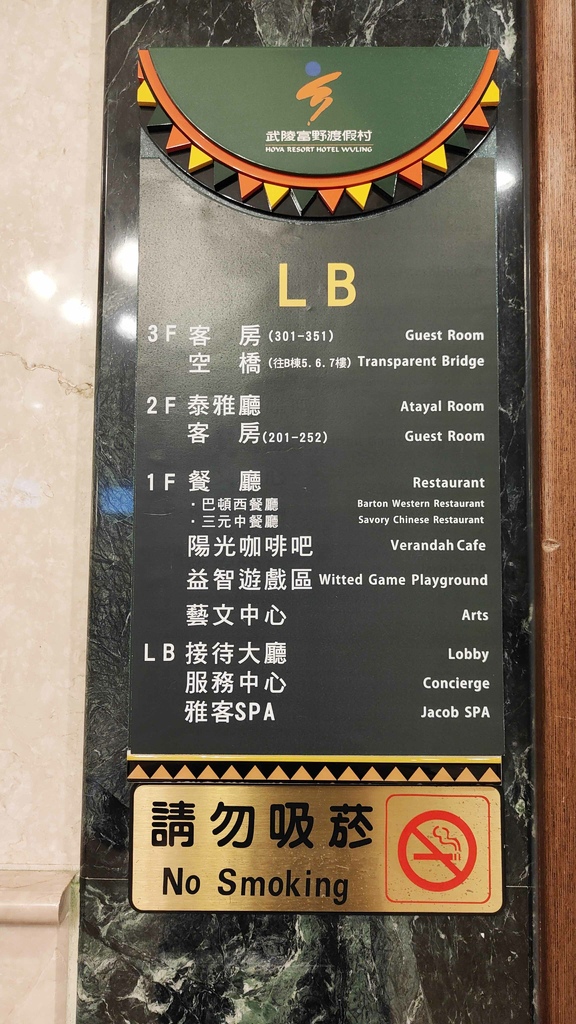 武陵富野渡假村
HOYA RESORT HOTEL WULING
LB
3F 客 房 (301-351) Guest Room
空 橋 (往B棟5.6.7樓) Transparent Bridge
2F 泰雅廳 Atayal Room
客 房 (201-252) Guest Room
1F 餐 廳 Restaurant
·巴頓西餐廳 Barton Western Restaurant
·三元中餐廳 Savory Chinese Restaurant
陽光咖啡吧 Verandah Cafe
益智遊戲區 Witted Game Playground
藝文中心 Arts
LB 接待大廳 Lobby
服務中心 Concierge
雅客SPA Jacob SPA
請勿吸菸
No Smoking